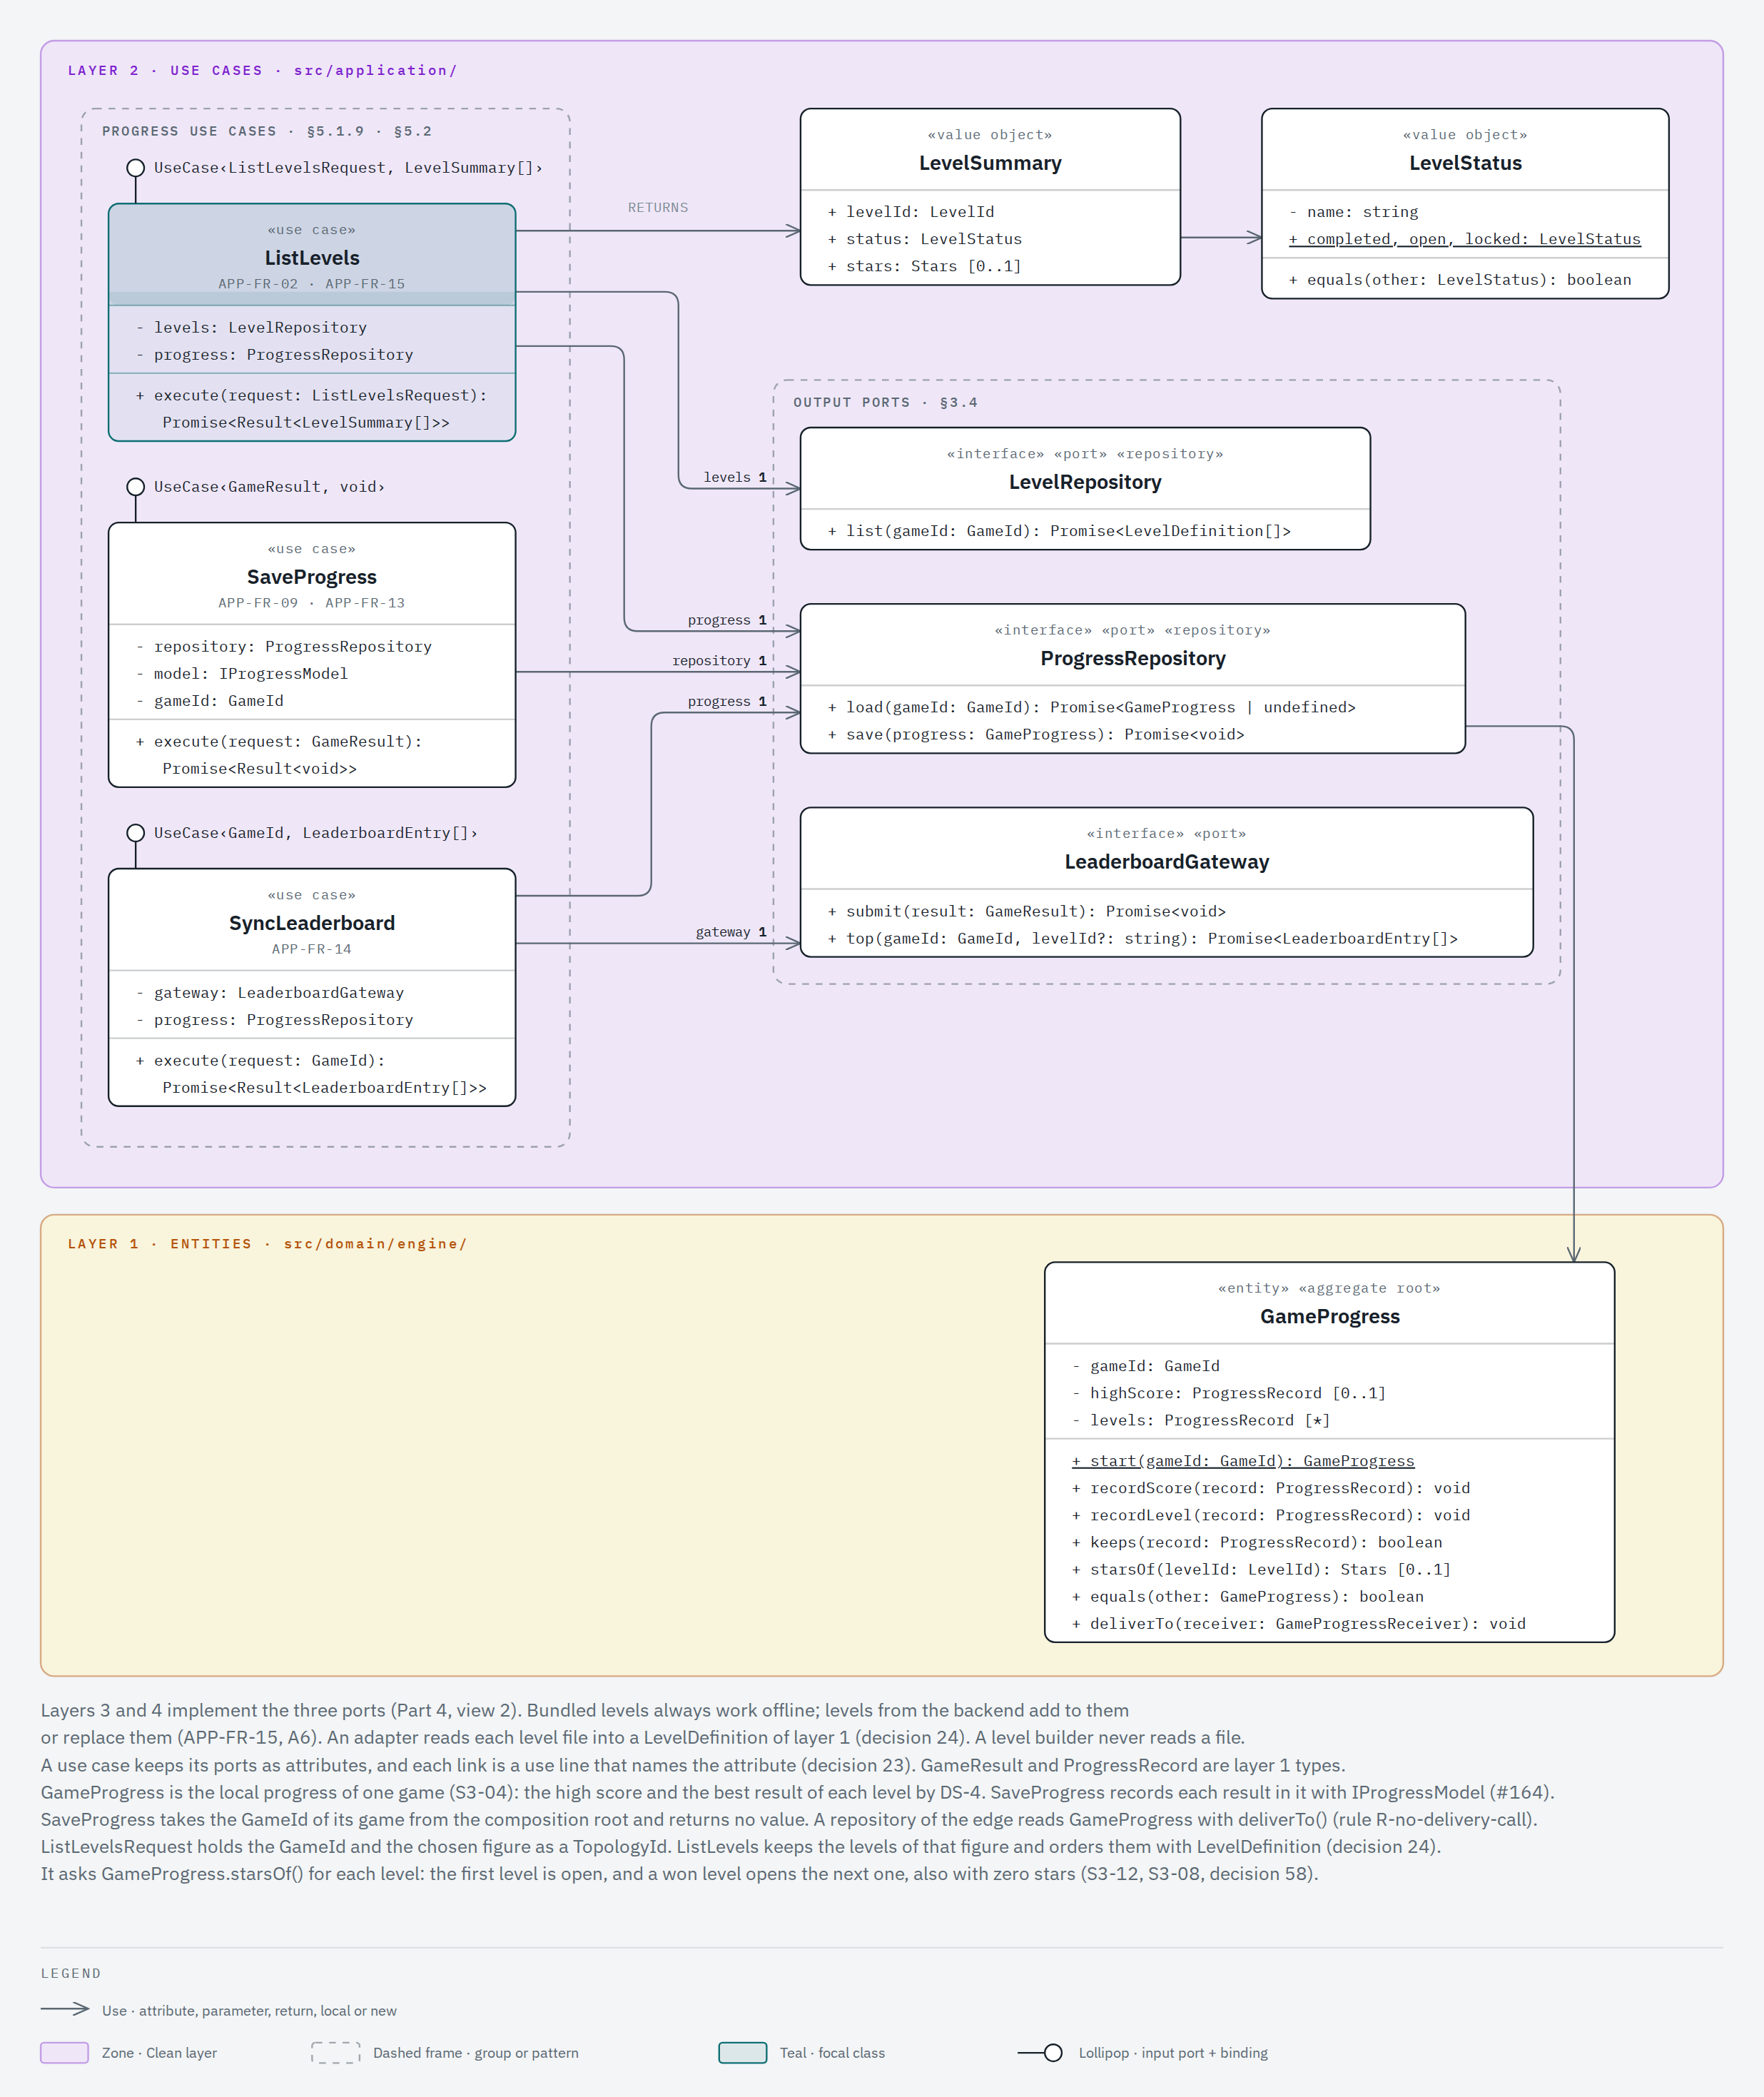 LAYER 2 · USE CASES · src/application/
PROGRESS USE CASES · §5.1.9 · §5.2
UseCase‹ListLevelsRequest, LevelSummary[]›
«use case»
ListLevels
APP-FR-02 · APP-FR-15
- levels: LevelRepository
- progress: ProgressRepository
+ execute(request: ListLevelsRequest):
Promise<Result<LevelSummary[]>>
RETURNS
«value object»
LevelSummary
+ levelId: LevelId
+ status: LevelStatus
+ stars: Stars [0..1]
«value object»
LevelStatus
- name: string
+ completed, open, locked: LevelStatus
+ equals(other: LevelStatus): boolean
UseCase‹GameResult, void›
«use case»
SaveProgress
APP-FR-09 · APP-FR-13
- repository: ProgressRepository
- model: IProgressModel
- gameId: GameId
+ execute(request: GameResult):
Promise<Result<void>>
UseCase‹GameId, LeaderboardEntry[]›
«use case»
SyncLeaderboard
APP-FR-14
- gateway: LeaderboardGateway
- progress: ProgressRepository
+ execute(request: GameId):
Promise<Result<LeaderboardEntry[]>>
OUTPUT PORTS · §3.4
levels 1
«interface» «port» «repository»
LevelRepository
+ list(gameId: GameId): Promise<LevelDefinition[]>
progress 1
repository 1
progress 1
«interface» «port» «repository»
ProgressRepository
+ load(gameId: GameId): Promise<GameProgress | undefined>
+ save(progress: GameProgress): Promise<void>
gateway 1
«interface» «port»
LeaderboardGateway
+ submit(result: GameResult): Promise<void>
+ top(gameId: GameId, levelId?: string): Promise<LeaderboardEntry[]>
LAYER 1 · ENTITIES · src/domain/engine/
«entity» «aggregate root»
GameProgress
- gameId: GameId
- highScore: ProgressRecord [0..1]
- levels: ProgressRecord [*]
+ start(gameId: GameId): GameProgress
+ recordScore(record: ProgressRecord): void
+ recordLevel(record: ProgressRecord): void
+ keeps(record: ProgressRecord): boolean
+ starsOf(levelId: LevelId): Stars [0..1]
+ equals(other: GameProgress): boolean
+ deliverTo(receiver: GameProgressReceiver): void
Layers 3 and 4 implement the three ports (Part 4, view 2). Bundled levels always work offline; levels from the backend add to them
or replace them (APP-FR-15, A6). An adapter reads each level file into a LevelDefinition of layer 1 (decision 24). A level builder never reads a file.
A use case keeps its ports as attributes, and each link is a use line that names the attribute (decision 23). GameResult and ProgressRecord are layer 1 types.
GameProgress is the local progress of one game (S3-04): the high score and the best result of each level by DS-4. SaveProgress records each result in it with IProgressModel (#164).
SaveProgress takes the GameId of its game from the composition root and returns no value. A repository of the edge reads GameProgress with deliverTo() (rule R-no-delivery-call).
ListLevelsRequest holds the GameId and the chosen figure as a TopologyId. ListLevels keeps the levels of that figure and orders them with LevelDefinition (decision 24).
It asks GameProgress.starsOf() for each level: the first level is open, and a won level opens the next one, also with zero stars (S3-12, S3-08, decision 58).
LEGEND
Use · attribute, parameter, return, local or new
Zone · Clean layer
Dashed frame · group or pattern
Teal · focal class
Lollipop · input port + binding